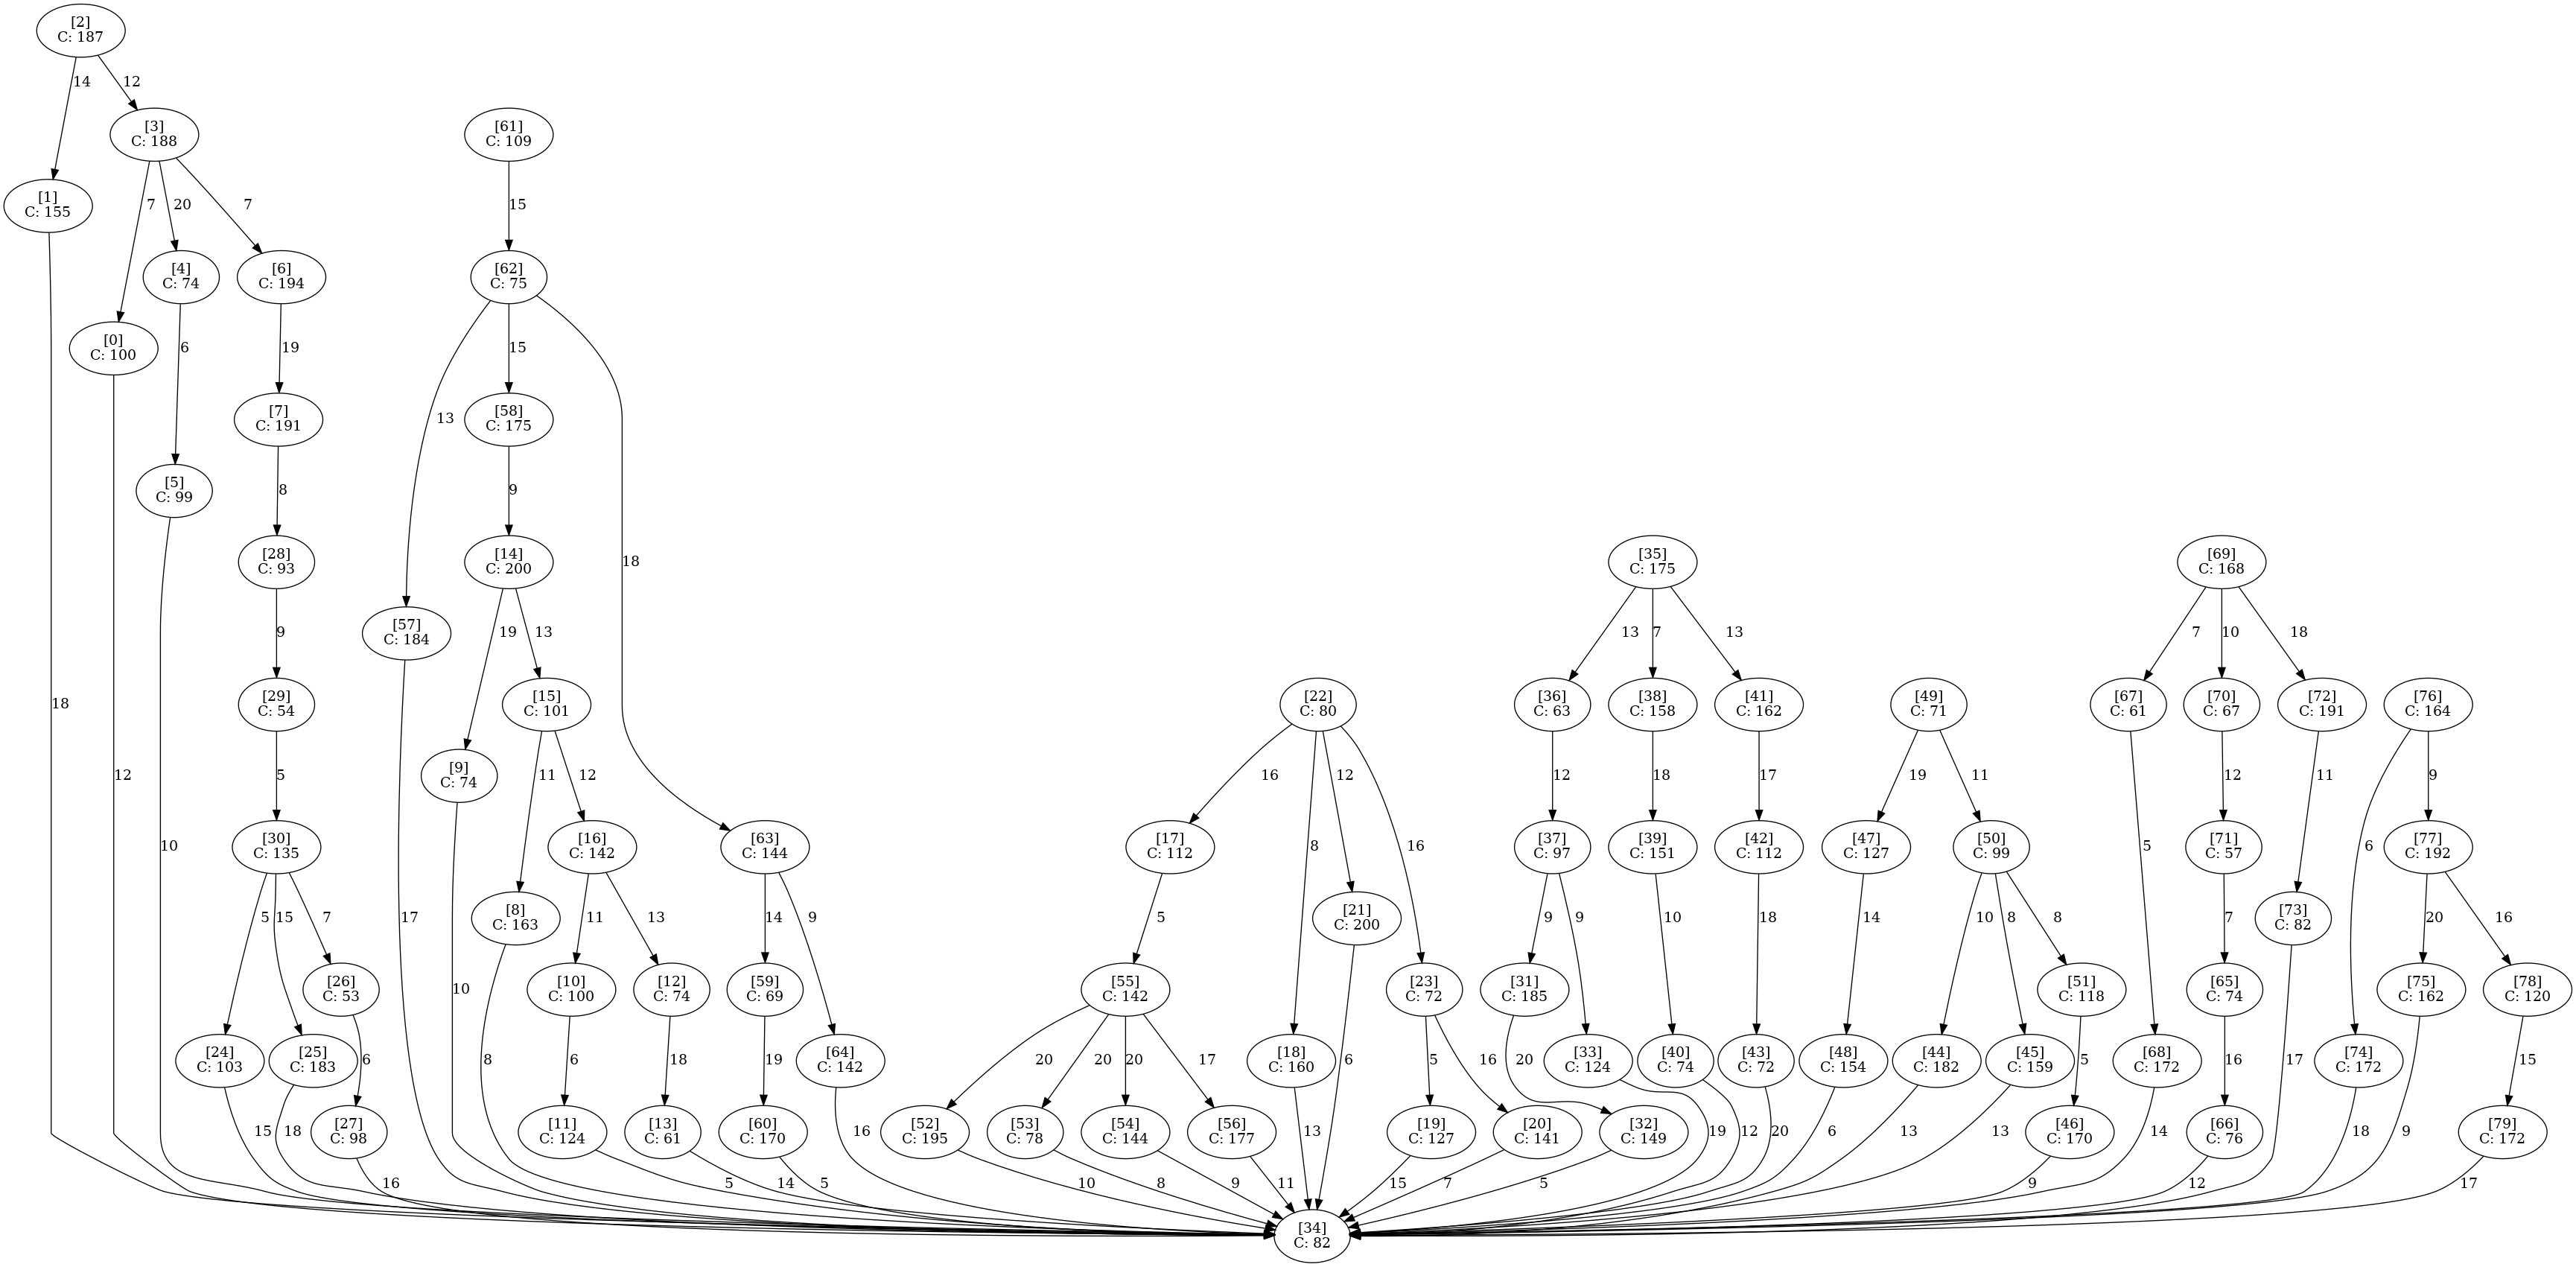 [2]
C: 187
14
12
[3]
C: 188
[61]
C: 109
[1]
C: 155
7
20
7
15
[4]
C: 74
[6]
C: 194
[62]
C: 75
[0]
C: 100
6
19
15
[7]
C: 191
13
[58]
C: 175
[5]
C: 99
8
9
18
[28]
C: 93
[14]
C: 200
[35]
C: 175
[69]
C: 168
9
[57]
C: 184
19
13
13
7
13
7
10
18
18
[29]
C: 54
[15]
C: 101
[22]
C: 80
[36]
C: 63
[38]
C: 158
[41]
C: 162
[49]
C: 71
[67]
C: 61
[70]
C: 67
[72]
C: 191
[76]
C: 164
12
5
[9]
C: 74
11
12
16
12
12
18
17
19
11
12
11
9
10
[30]
C: 135
[16]
C: 142
[63]
C: 144
[17]
C: 112
8
16
[37]
C: 97
[39]
C: 151
[42]
C: 112
[47]
C: 127
[50]
C: 99
5
[71]
C: 57
6
[77]
C: 192
5
15
7
17
[8]
C: 163
11
13
14
9
5
[21]
C: 200
9
9
10
18
14
10
8
8
7
[73]
C: 82
20
16
[26]
C: 53
10
[10]
C: 100
[12]
C: 74
[59]
C: 69
[55]
C: 142
[23]
C: 72
[31]
C: 185
[51]
C: 118
[65]
C: 74
[75]
C: 162
[78]
C: 120
[24]
C: 103
[25]
C: 183
6
8
6
18
19
[64]
C: 142
20
20
20
17
[18]
C: 160
6
5
16
20
[33]
C: 124
[40]
C: 74
[43]
C: 72
[48]
C: 154
[44]
C: 182
[45]
C: 159
5
[68]
C: 172
16
17
[74]
C: 172
15
15
18
[27]
C: 98
[11]
C: 124
[13]
C: 61
[60]
C: 170
16
[52]
C: 195
[53]
C: 78
[54]
C: 144
[56]
C: 177
13
[19]
C: 127
[20]
C: 141
[32]
C: 149
19
12
20
6
13
13
[46]
C: 170
14
[66]
C: 76
18
9
[79]
C: 172
16
5
14
5
10
8
9
11
15
7
5
9
12
17
[34]
C: 82